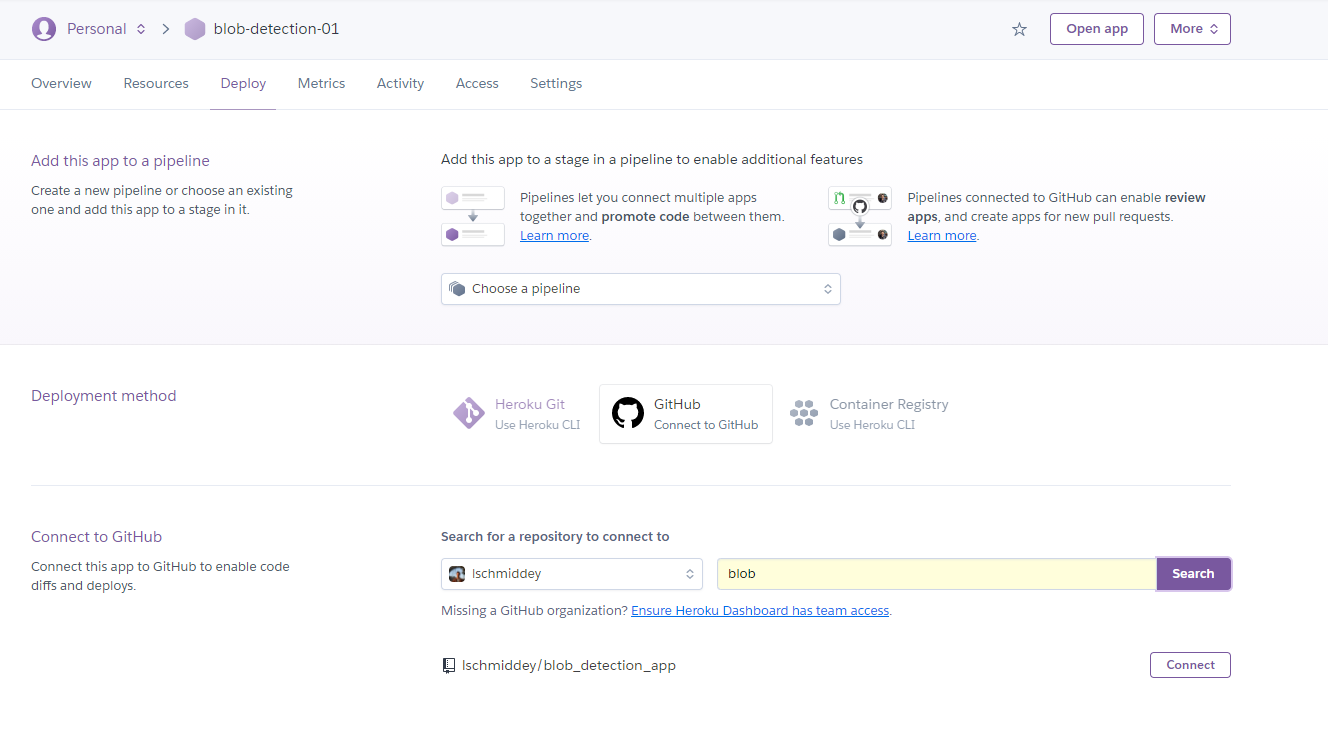 Personal
blob-detection-01
Open app
More
Overview
Resources
Deploy
Metrics
Activity
Access
Settings
Add this app to a pipeline
Create a new pipeline or choose an existing
one and add this app to a stage in it.
Add this app to a stage in a pipeline to enable additional features
Pipelines let you connect multiple apps
together and promote code between them.
Learn more.
Pipelines connected to GitHub can enable review
apps, and create apps for new pull requests.
Learn more.
Choose a pipeline
Deployment method
Heroku Git
Use Heroku CLI
GitHub
Connect to GitHub
Container Registry
Use Heroku CLI
Connect to GitHub
Connect this app to GitHub to enable code
diffs and deploys.
Search for a repository to connect to
lschmiddey
blob
Search
Missing a GitHub organization? Ensure Heroku Dashboard has team access.
lschmiddey/blob_detection_app
Connect